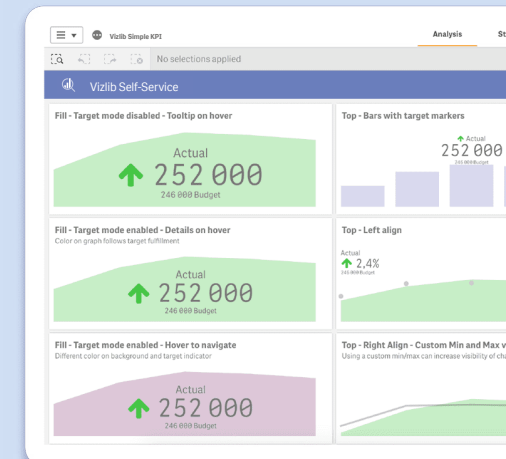 Vizlib Simple KPI
Analysis
St
No selections applied
Vizlib Self-Service
Fill - Target mode disabled - Tooltip on hover
Actual
252 000
246 000 Budget
Top - Bars with target markers
Actual
252 000
246 000 Budget
Fill - Target mode enabled - Details on hover
Color on graph follows target fulfillment
Actual
252 000
246 000 Budget
Top - Left align
Actual
2,4%
246 000 Budget
Fill - Target mode enabled - Hover to navigate
Different color on background and target indicator
Actual
252 000
246 000 Budget
Top - Right Align - Custom Min and Max v
Using a custom min/max can increase visibility of cha